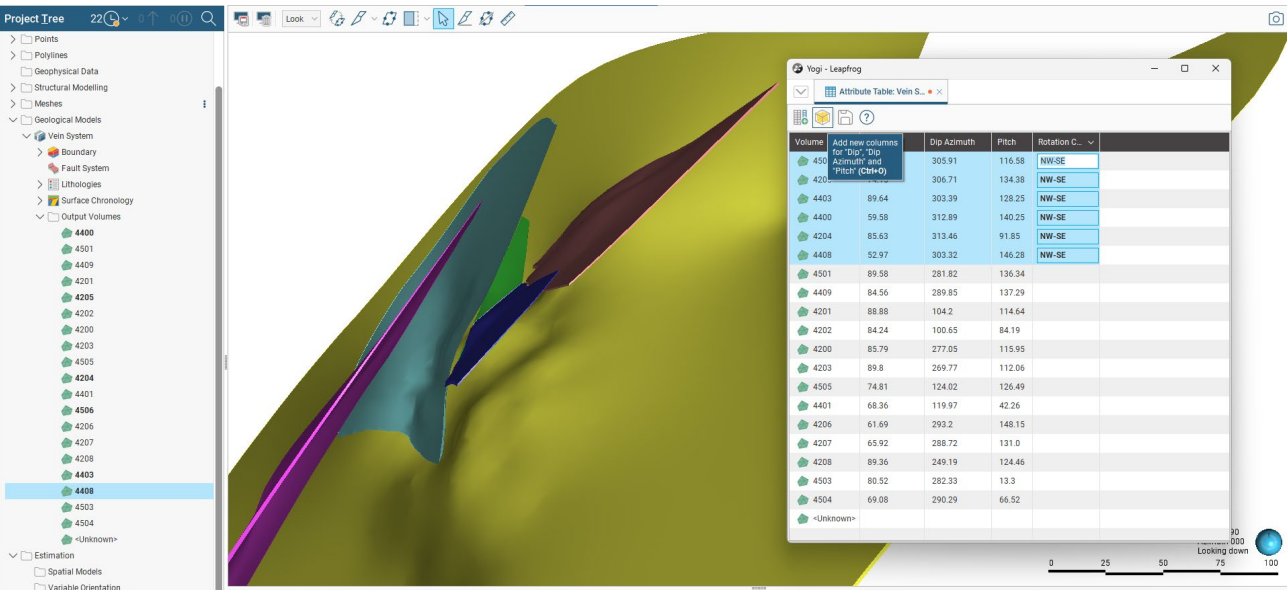 Project Tree 22 0 0 Look
Points
Polylines
Geophysical Data
Structural Modelling
Meshes
Geological Models
Vein System
Boundary
Fault System
Lithologies
Surface Chronology
Output Volumes
4400
4501
4409
4201
4205
4202
4200
4203
4505
4204
4401
4506
4206
4207
4208
4403
4408
4503
4504
<Unknown>
Estimation
Spatial Models
Variable Orientation
Yogi - Leapfrog
Attribute Table: Vein S...
Add new columns
for "Dip", "Dip
Azimuth" and
"Pitch" (Ctrl+O)
Volume Dip Azimuth Pitch Rotation C...
305.91 116.58 NW-SE
306.71 134.38 NW-SE
4403 89.64 303.39 128.25 NW-SE
4400 59.58 312.89 140.25 NW-SE
4204 85.63 313.46 91.85 NW-SE
4408 52.97 303.32 146.28 NW-SE
4501 89.58 281.82 136.34
4409 84.56 289.85 137.29
4201 88.88 104.2 114.64
4202 84.24 100.65 84.19
4200 85.79 277.05 115.95
4203 89.8 269.77 112.06
4505 74.81 124.02 126.49
4401 68.36 119.97 42.26
4206 61.69 293.2 148.15
4207 65.92 288.72 131.0
4208 89.36 249.19 124.46
4503 80.52 282.33 13.3
4504 69.08 290.29 66.52
<Unknown>
Looking down
0 25 50 75 100